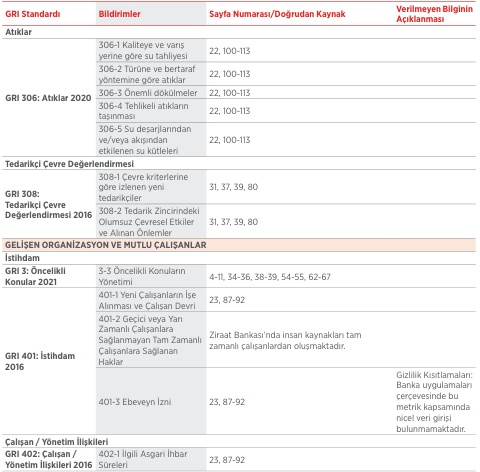 GRI Standardı Bildirimler Sayfa Numarası/Doğrudan Kaynak Verilmeyen Bilginin
Açıklanması
Atıklar
GRI 306: Atıklar 2020
306-1 Kaliteye ve varış
yerine göre su tahliyesi
22, 100-113
306-2 Türüne ve bertaraf
yöntemine göre atıklar
22, 100-113
306-3 Önemli dökülmeler 22, 100-113
306-4 Tehlikeli atıkların
taşınması
22, 100-113
306-5 Su deşarjlarından
ve/veya akışından
etkilenen su kütleleri
22, 100-113
Tedarikçi Çevre Değerlendirmesi
GRI 308:
Tedarikçi Çevre
Değerlendirmesi 2016
308-1 Çevre kriterlerine
göre izlenen yeni
tedarikçiler
31, 37, 39, 80
308-2 Tedarik Zincirindeki
Olumsuz Çevresel Etkiler
ve Alınan Önlemler
31, 37, 39, 80
GELİŞEN ORGANİZASYON VE MUTLU ÇALIŞANLAR
İstihdam
GRI 3: Öncelikli
Konular 2021
3-3 Öncelikli Konuların
Yönetimi
4-11, 34-36, 38-39, 54-55, 62-67
GRI 401: İstihdam
2016
401-1 Yeni Çalışanların İşe
Alınması ve Çalışan Devri
23, 87-92
401-2 Geçici veya Yarı
Zamanlı Çalışanlara
Sağlanmayan Tam Zamanlı
Çalışanlara Sağlanan
Haklar
Ziraat Bankası'nda insan kaynakları tam
zamanlı çalışanlardan oluşmaktadır.
401-3 Ebeveyn İzni
23, 87-92
Gizlilik Kısıtlamaları:
Banka uygulamaları
çerçevesinde bu
metrik kapsamında
nicel veri girişi
bulunmamaktadır.
Çalışan / Yönetim İlişkileri
GRI 402: Çalışan /
Yönetim İlişkileri 2016
402-1 İlgili Asgari İhbar
Süreleri
23, 87-92